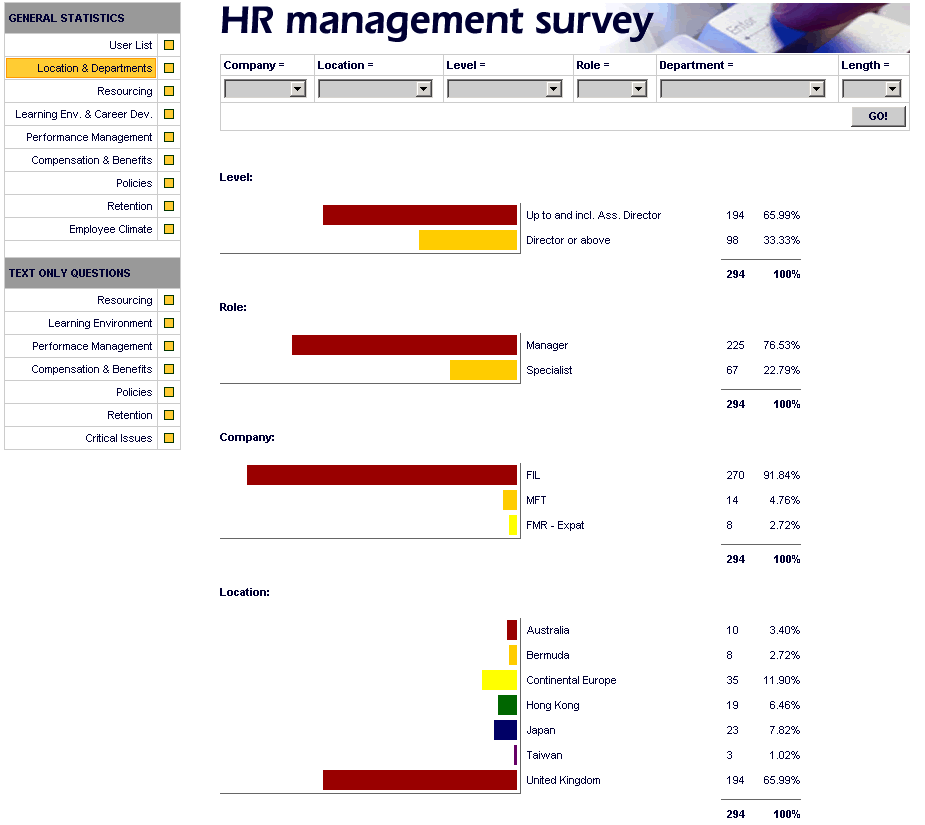 GENERAL STATISTICS
User List
Location & Departments
Resourcing
Learning Env. & Career Dev.
Performance Management
Compensation & Benefits
Policies
Retention
Employee Climate
TEXT ONLY QUESTIONS
Resourcing
Learning Environment
Performace Management
Compensation & Benefits
Policies
Retention
Critical Issues
HR management survey
Enter
Company = Location = Level = Role = Department = Length =
GO!
Level:
Up to and incl. Ass. Director 194 65.99%
Director or above 98 33.33%
294 100%
Role:
Manager 225 76.53%
Specialist 67 22.79%
294 100%
Company:
FIL 270 91.84%
MFT 14 4.76%
FMR - Expat 8 2.72%
294 100%
Location:
Australia 10 3.40%
Bermuda 8 2.72%
Continental Europe 35 11.90%
Hong Kong 19 6.46%
Japan 23 7.82%
Taiwan 3 1.02%
United Kingdom 194 65.99%
294 100%